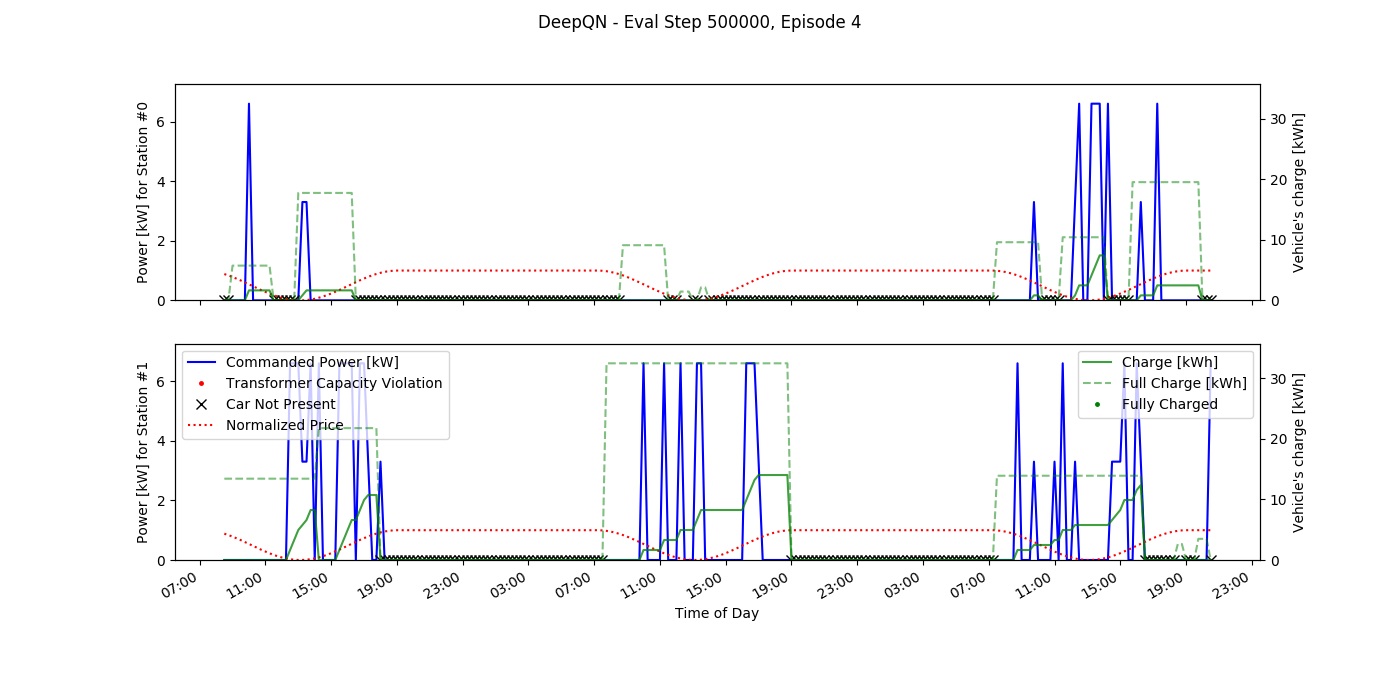 DeepQN - Eval Step 500000, Episode 4
Power [kW] for Station #0
6
4
2
0
30
20
10
0
Vehicle's charge [kWh]
Power [kW] for Station #1
6
4
2
0
Commanded Power [kW]
Transformer Capacity Violation
Car Not Present
Normalized Price
Charge [kWh]
Full Charge [kWh]
Fully Charged
30
20
10
0
Vehicle's charge [kWh]
07:00
11:00
15:00
19:00
23:00
03:00
07:00
11:00
15:00
19:00
23:00
03:00
07:00
11:00
15:00
19:00
23:00
Time of Day